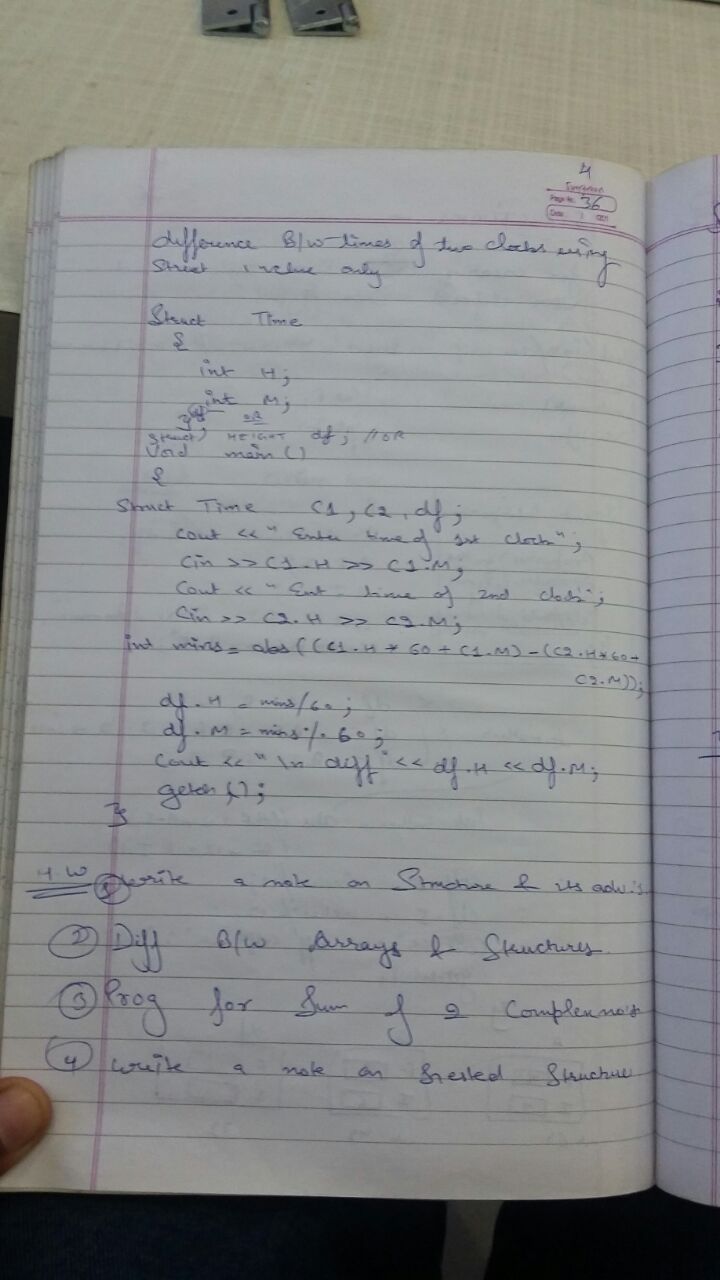 4
Evergreen
Page No. 36
Date: / 201
difference B/W times of two clocks using
Struct , value only
Struct Time
{
int H;
int M;
}df; OR
Struct HEIGHT df; // OR
Void main ()
{
Struct Time C1, C2, df;
Cout << " Enter time of 1st clock";
Cin >> C1.H >> C1.M;
Cout << " Ent time of 2nd clock";
Cin >> C2.H >> C2.M;
int mins = abs((C1.H * 60 + C1.M) - (C2.H*60+
C2.M));
df.H = mins/60;
df.M = mins%60;
Cout << "\n diff" << df.H << df.M;
getch();
}
H.W ① Write a note on Structure & its adv.s
② Diff B/W Arrays & Structures
③ Prog for Sum of 2 Complex no's
④ Write a note on Nested Structure